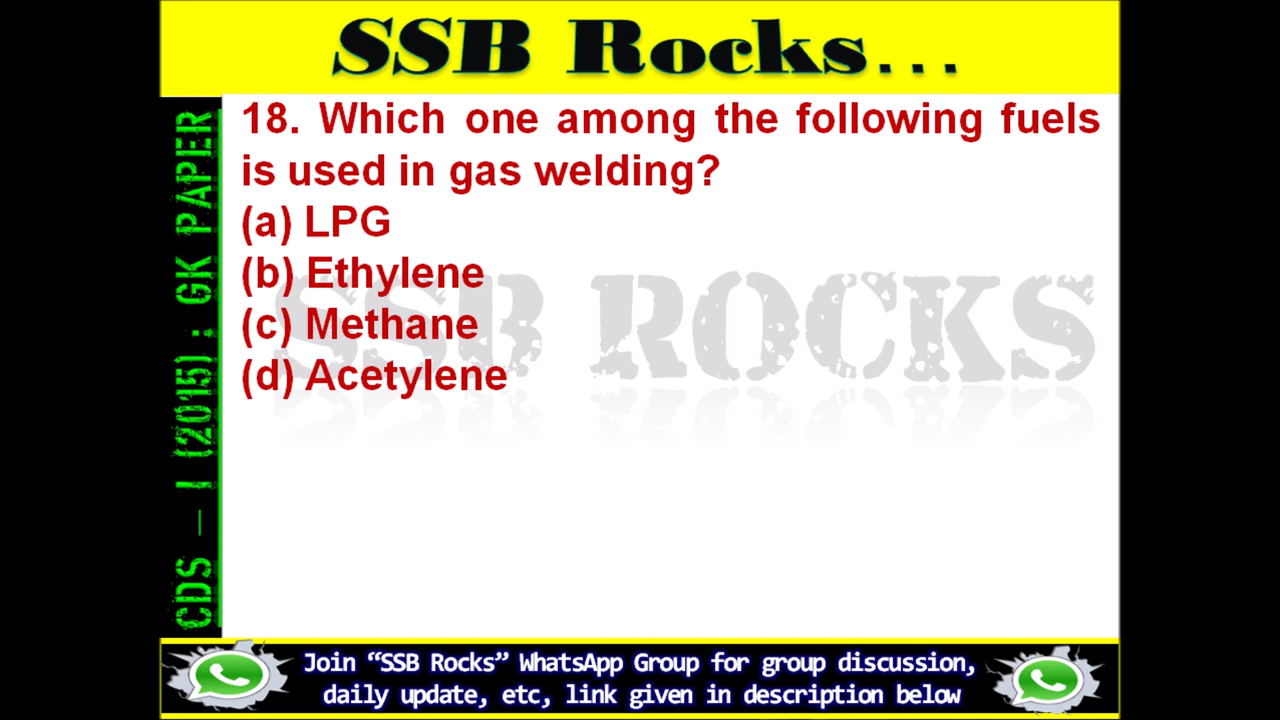 SSB Rocks...
CDS – I (2015) : GK PAPER
18. Which one among the following fuels
is used in gas welding?
(a) LPG
(b) Ethylene
(c) Methane
(d) Acetylene
SSB ROCKS
Join “SSB Rocks” WhatsApp Group for group discussion,
daily update, etc, link given in description below